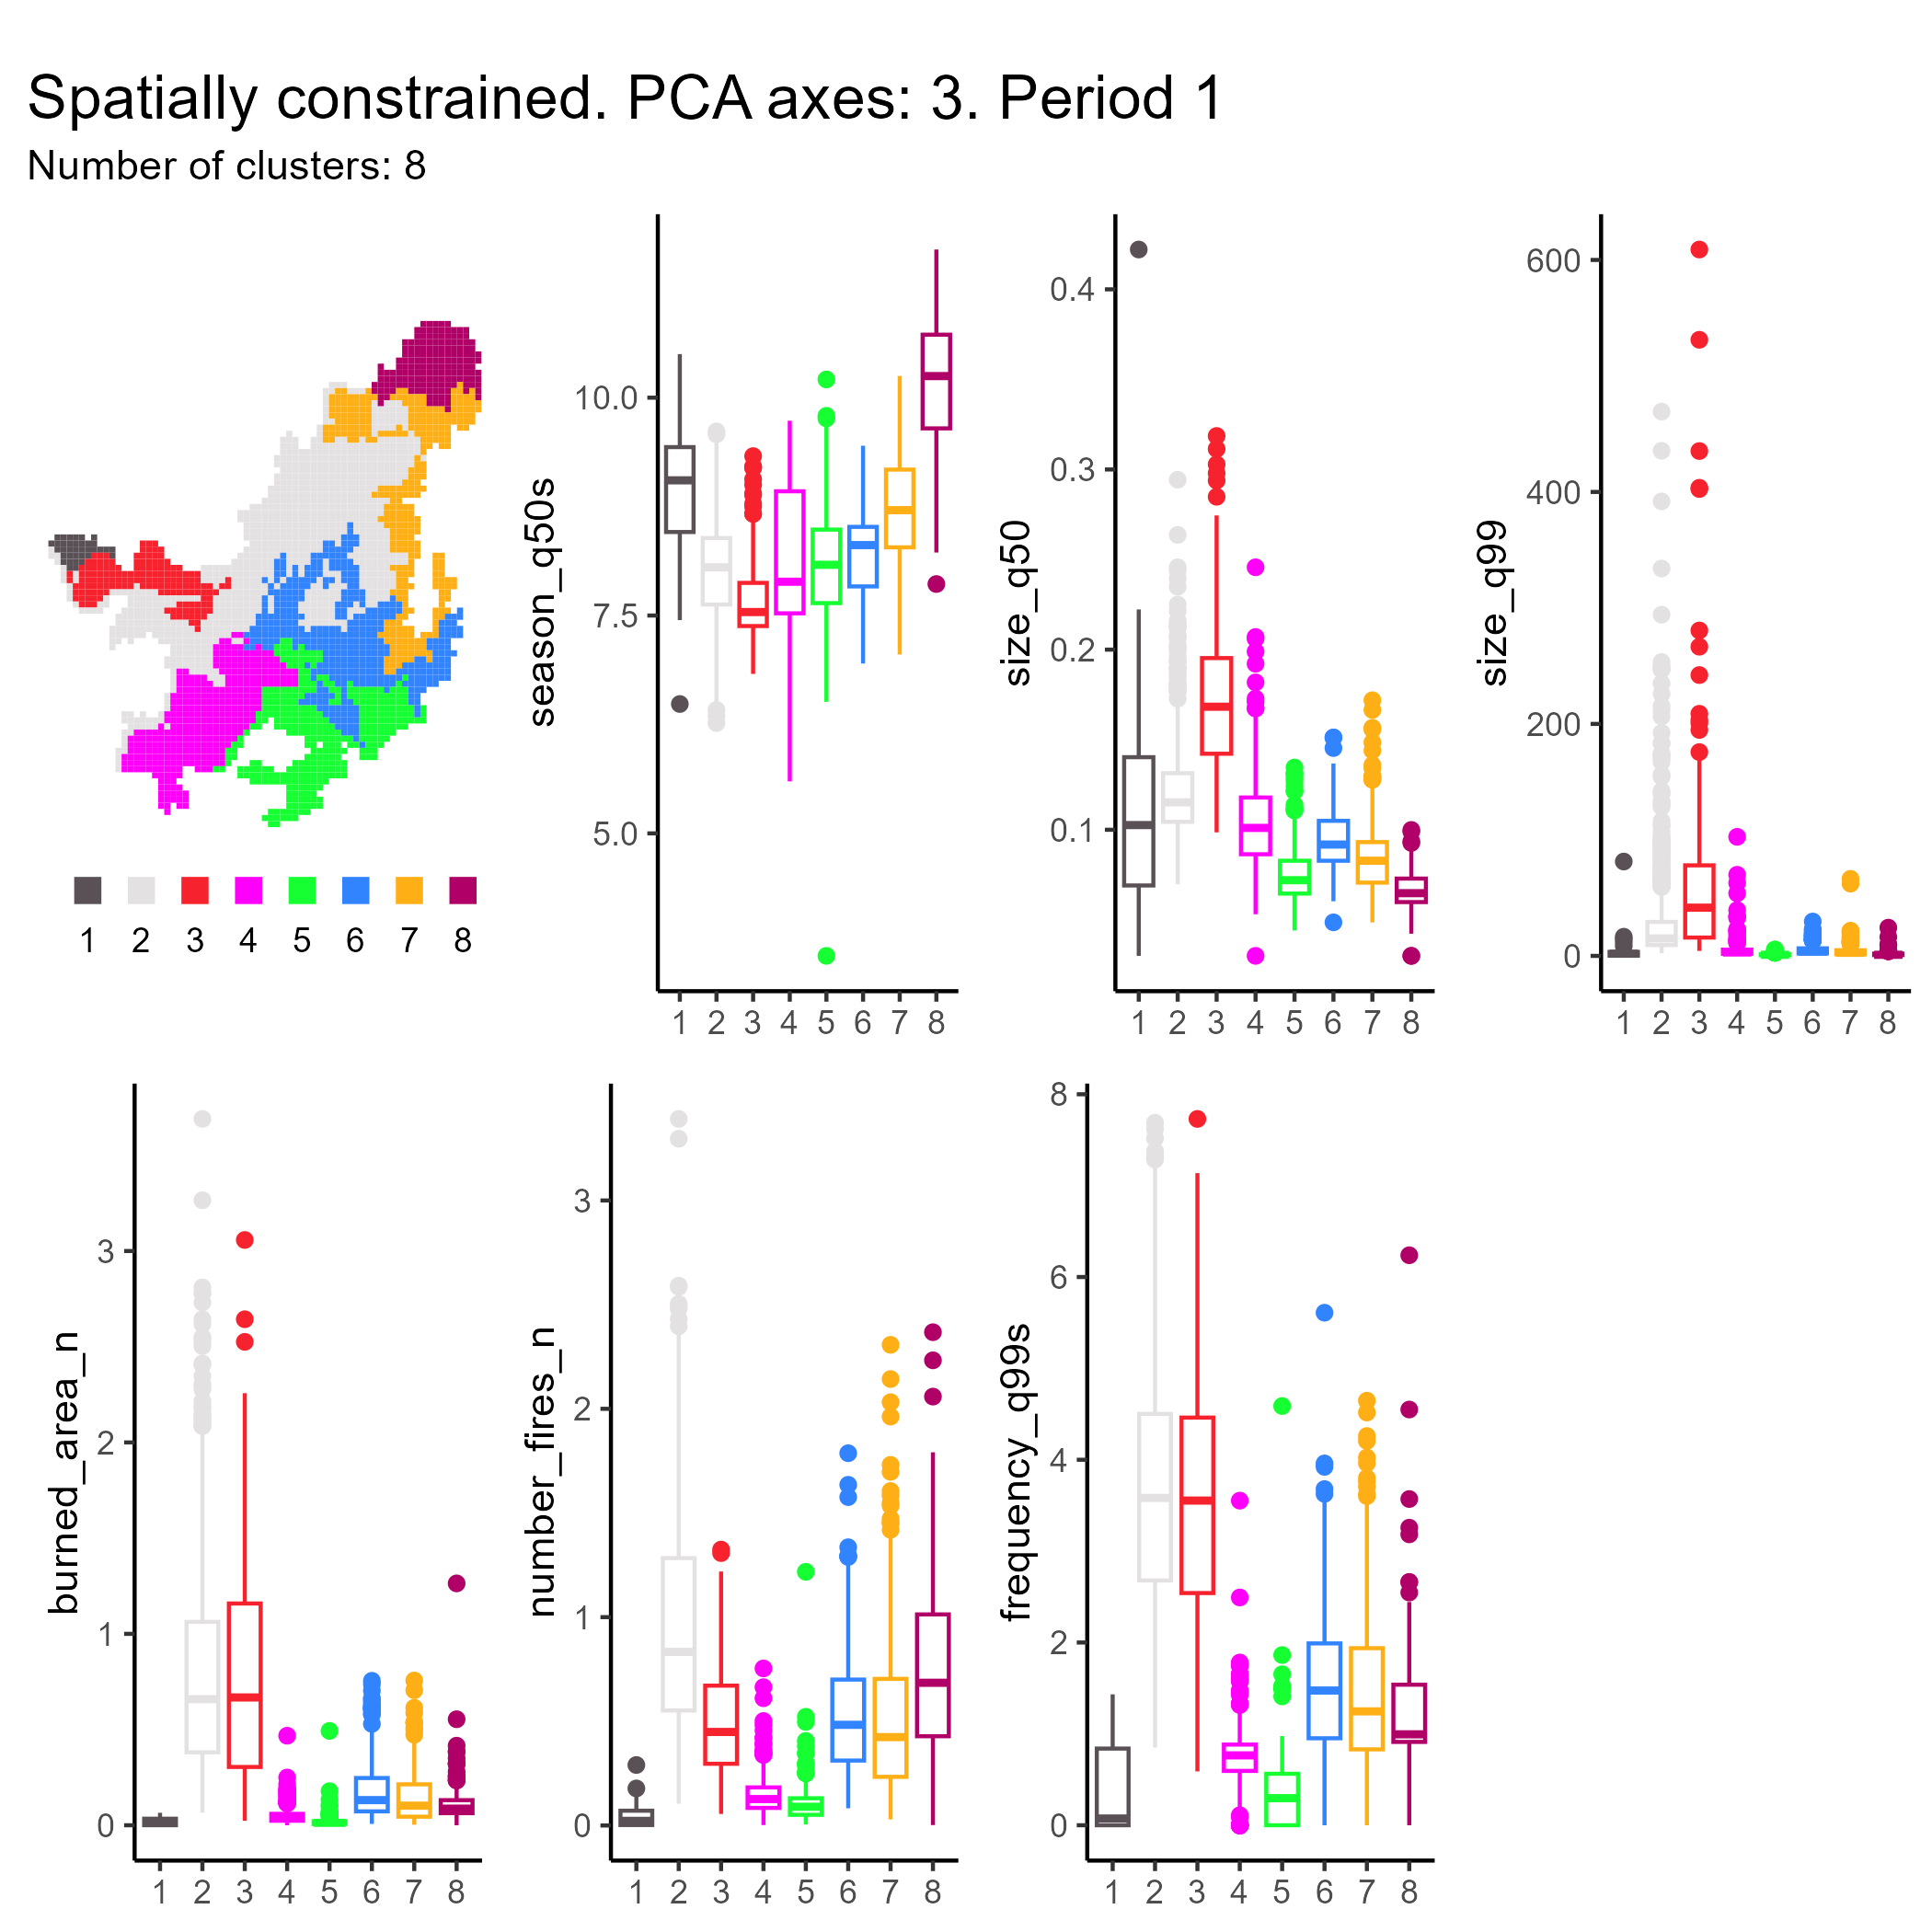 Spatially constrained. PCA axes: 3. Period 1
Number of clusters: 8
1 2 3 4 5 6 7 8
season_q50s
10.0
7.5
5.0
1 2 3 4 5 6 7 8
size_q50
0.4
0.3
0.2
0.1
1 2 3 4 5 6 7 8
size_q99
600
400
200
0
1 2 3 4 5 6 7 8
burned_area_n
3
2
1
0
1 2 3 4 5 6 7 8
number_fires_n
3
2
1
0
1 2 3 4 5 6 7 8
frequency_q99s
8
6
4
2
0
1 2 3 4 5 6 7 8